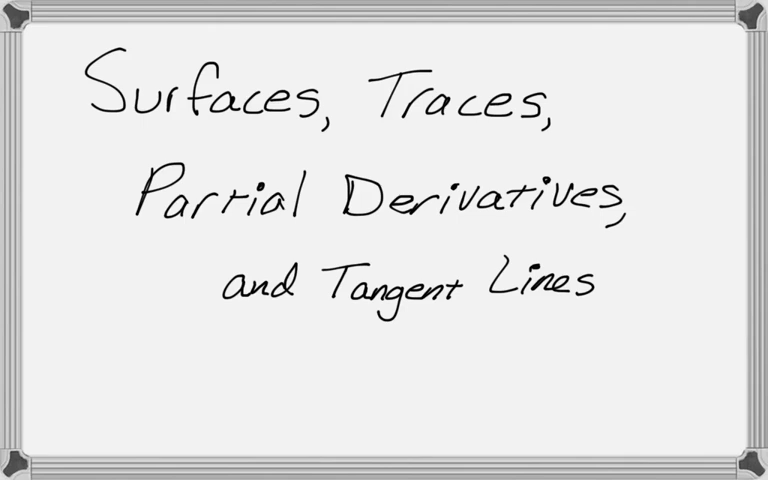 Surfaces, Traces,
Partial Derivatives,
and Tangent Lines